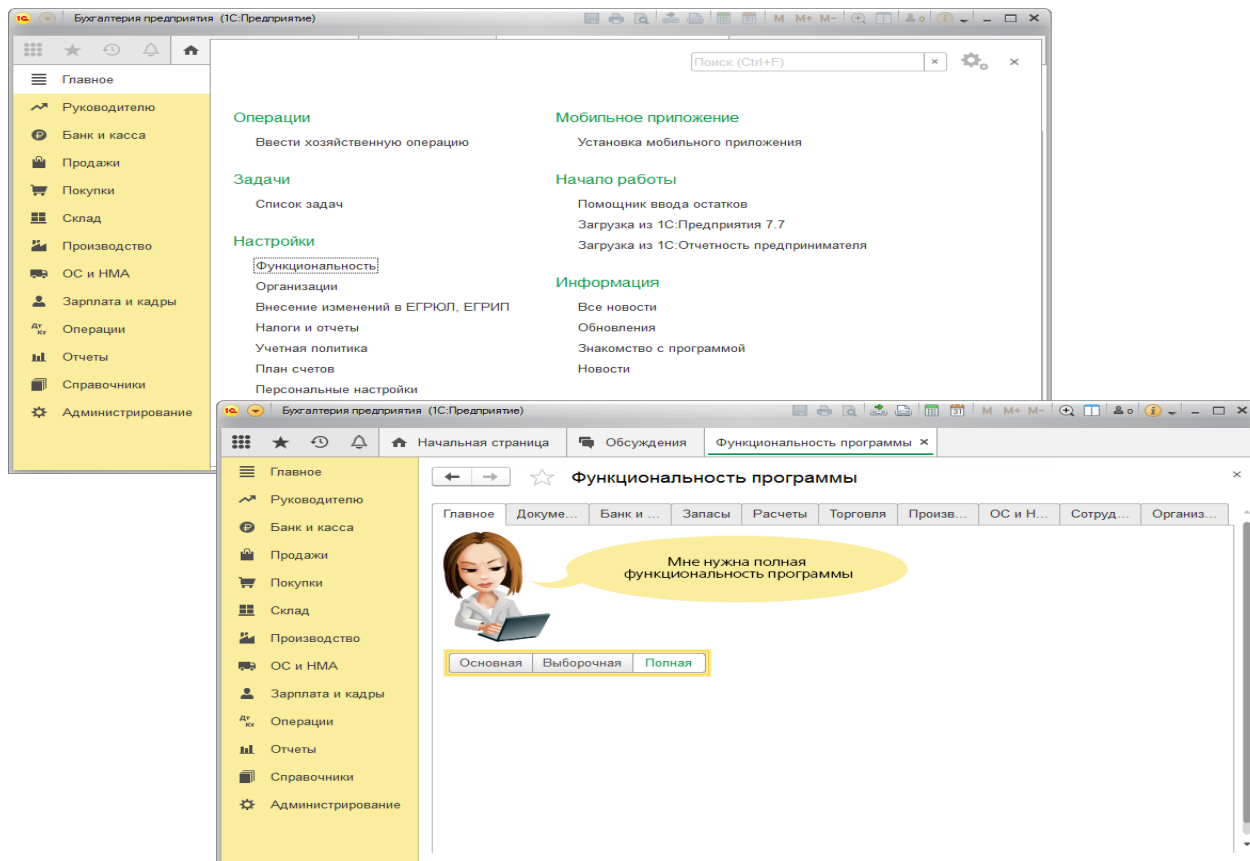 Бухгалтерия предприятия (1С:Предприятие)
M M+ M-
Поиск (Ctrl+F)
Главное
Руководителю
Банк и касса
Продажи
Покупки
Склад
Производство
ОС и НМА
Зарплата и кадры
Операции
Отчеты
Справочники
Администрирование
Операции
Ввести хозяйственную операцию
Задачи
Список задач
Настройки
Функциональность
Организации
Внесение изменений в ЕГРЮЛ, ЕГРИП
Налоги и отчеты
Учетная политика
План счетов
Персональные настройки
Мобильное приложение
Установка мобильного приложения
Начало работы
Помощник ввода остатков
Загрузка из 1С:Предприятия 7.7
Загрузка из 1С:Отчетность предпринимателя
Информация
Все новости
Обновления
Знакомство с программой
Новости
Бухгалтерия предприятия (1С:Предприятие)
M M+ M-
Начальная страница Обсуждения Функциональность программы
Главное
Руководителю
Банк и касса
Продажи
Покупки
Склад
Производство
ОС и НМА
Зарплата и кадры
Операции
Отчеты
Справочники
Администрирование
Функциональность программы
Главное Докуме... Банк и ... Запасы Расчеты Торговля Произв... ОС и Н... Сотруд... Организ...
Мне нужна полная
функциональность программы
Основная Выборочная Полная